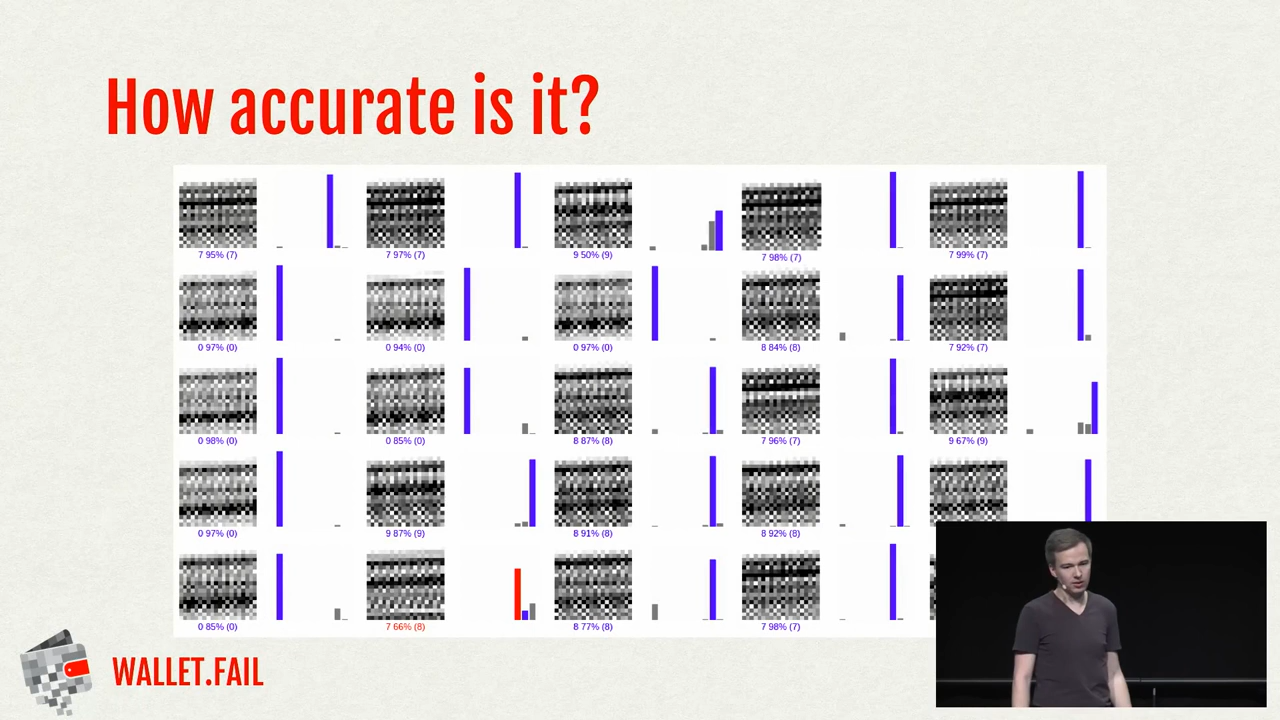 How accurate is it?
7 95% (7) 7 97% (7) 9 50% (9) 7 98% (7) 7 99% (7)
0 97% (0) 0 94% (0) 0 97% (0) 8 84% (8) 7 92% (7)
0 98% (0) 0 85% (0) 8 87% (8) 7 96% (7) 9 67% (9)
0 97% (0) 9 87% (9) 8 91% (8) 8 92% (8)
0 85% (0) 7 66% (8) 8 77% (8) 7 98% (7)
WALLET.FAIL